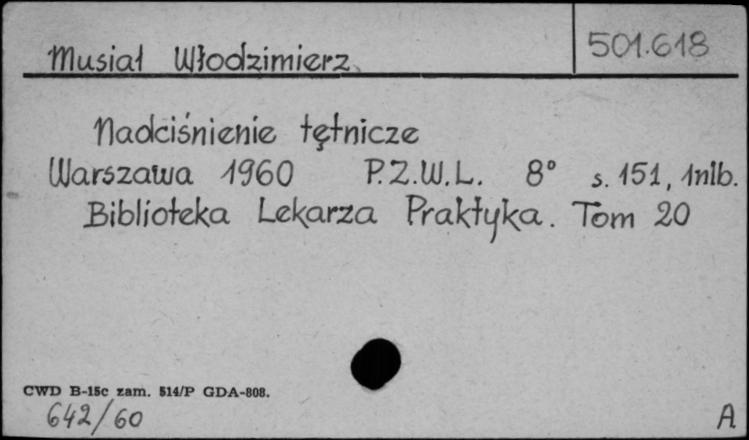 501.618
Musiał Włodzimierz
Nadciśnienie tętnicze
Warszawa 1960 P.Z.W.L. 8° s. 151, 1nlb.
Biblioteka Lekarza Praktyka. Tom 20
CWD B-15c zam. 514/P GDA-808.
642/60 A